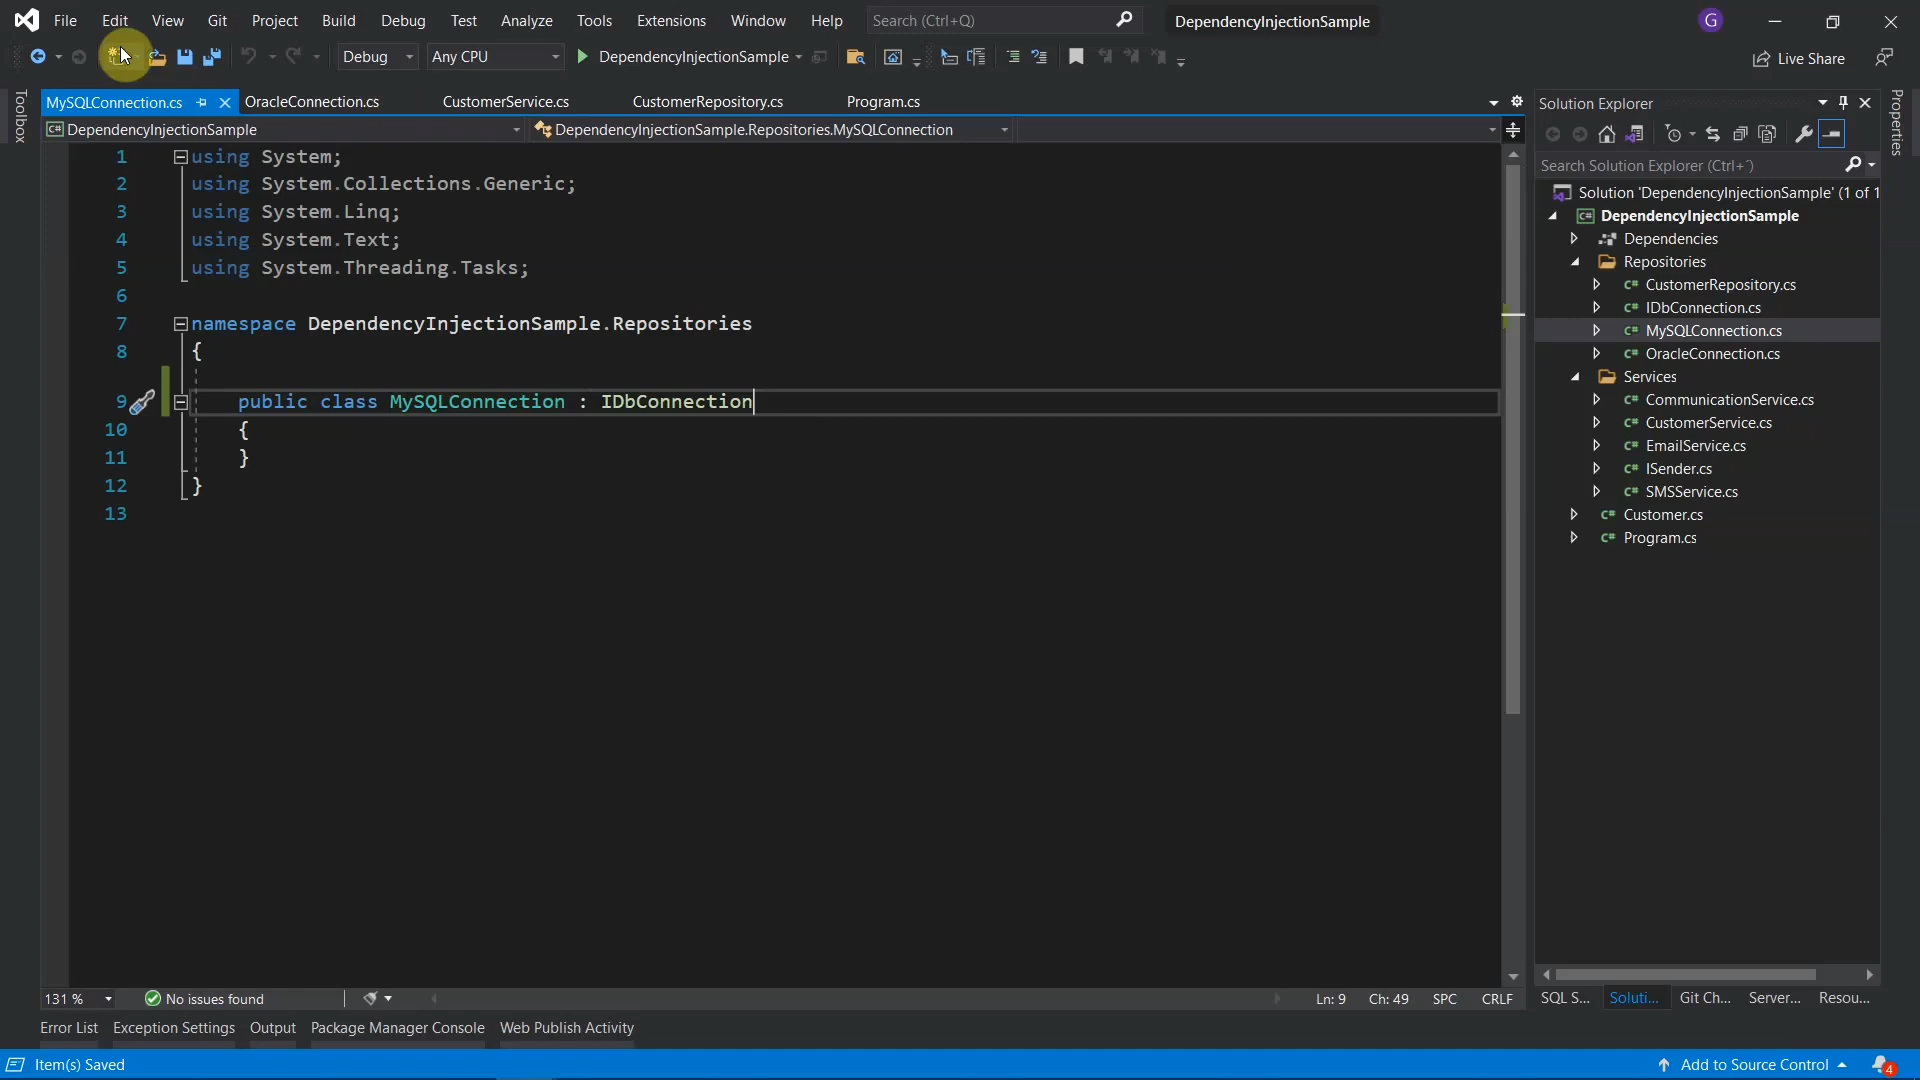 File Edit View Git Project Build Debug Test Analyze Tools Extensions Window Help Search (Ctrl+Q) DependencyInjectionSample G
Debug Any CPU DependencyInjectionSample Live Share
Toolbox
MySQLConnection.cs OracleConnection.cs CustomerService.cs CustomerRepository.cs Program.cs
C# DependencyInjectionSample DependencyInjectionSample.Repositories.MySQLConnection
1 using System;
2 using System.Collections.Generic;
3 using System.Linq;
4 using System.Text;
5 using System.Threading.Tasks;
6
7 namespace DependencyInjectionSample.Repositories
8 {
9 public class MySQLConnection : IDbConnection
10 {
11 }
12 }
13
131 % No issues found Ln: 9 Ch: 49 SPC CRLF
Solution Explorer
Search Solution Explorer (Ctrl+")
Solution 'DependencyInjectionSample' (1 of 1
C# DependencyInjectionSample
Dependencies
Repositories
C# CustomerRepository.cs
C# IDbConnection.cs
C# MySQLConnection.cs
C# OracleConnection.cs
Services
C# CommunicationService.cs
C# CustomerService.cs
C# EmailService.cs
C# ISender.cs
C# SMSService.cs
C# Customer.cs
C# Program.cs
SQL S... Soluti... Git Ch... Server... Resou...
Properties
Error List Exception Settings Output Package Manager Console Web Publish Activity
Item(s) Saved Add to Source Control 4